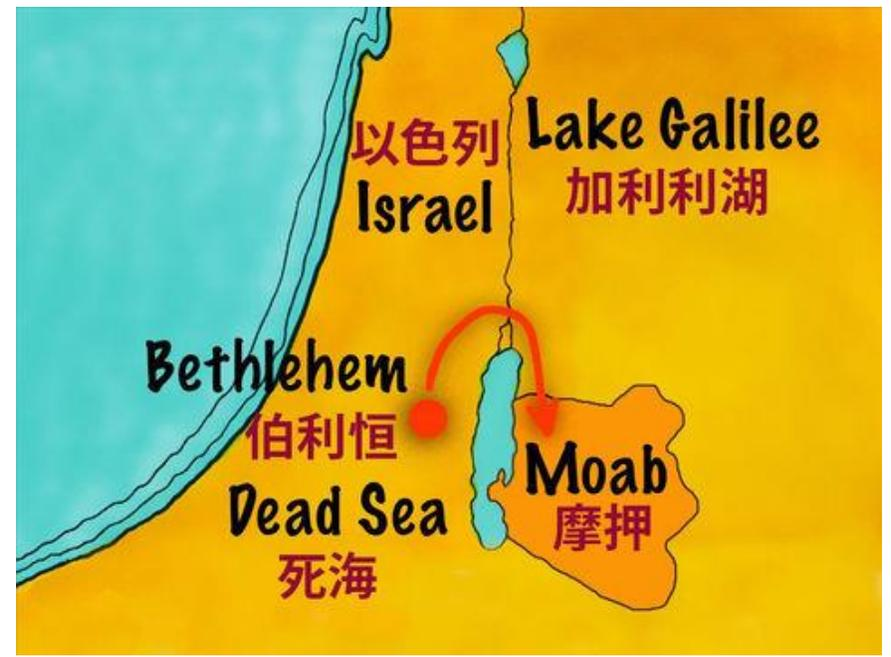 Lake Galilee
加利利湖
以色列
Israel
Bethlehem
伯利恒
Dead Sea
死海
Moab
摩押